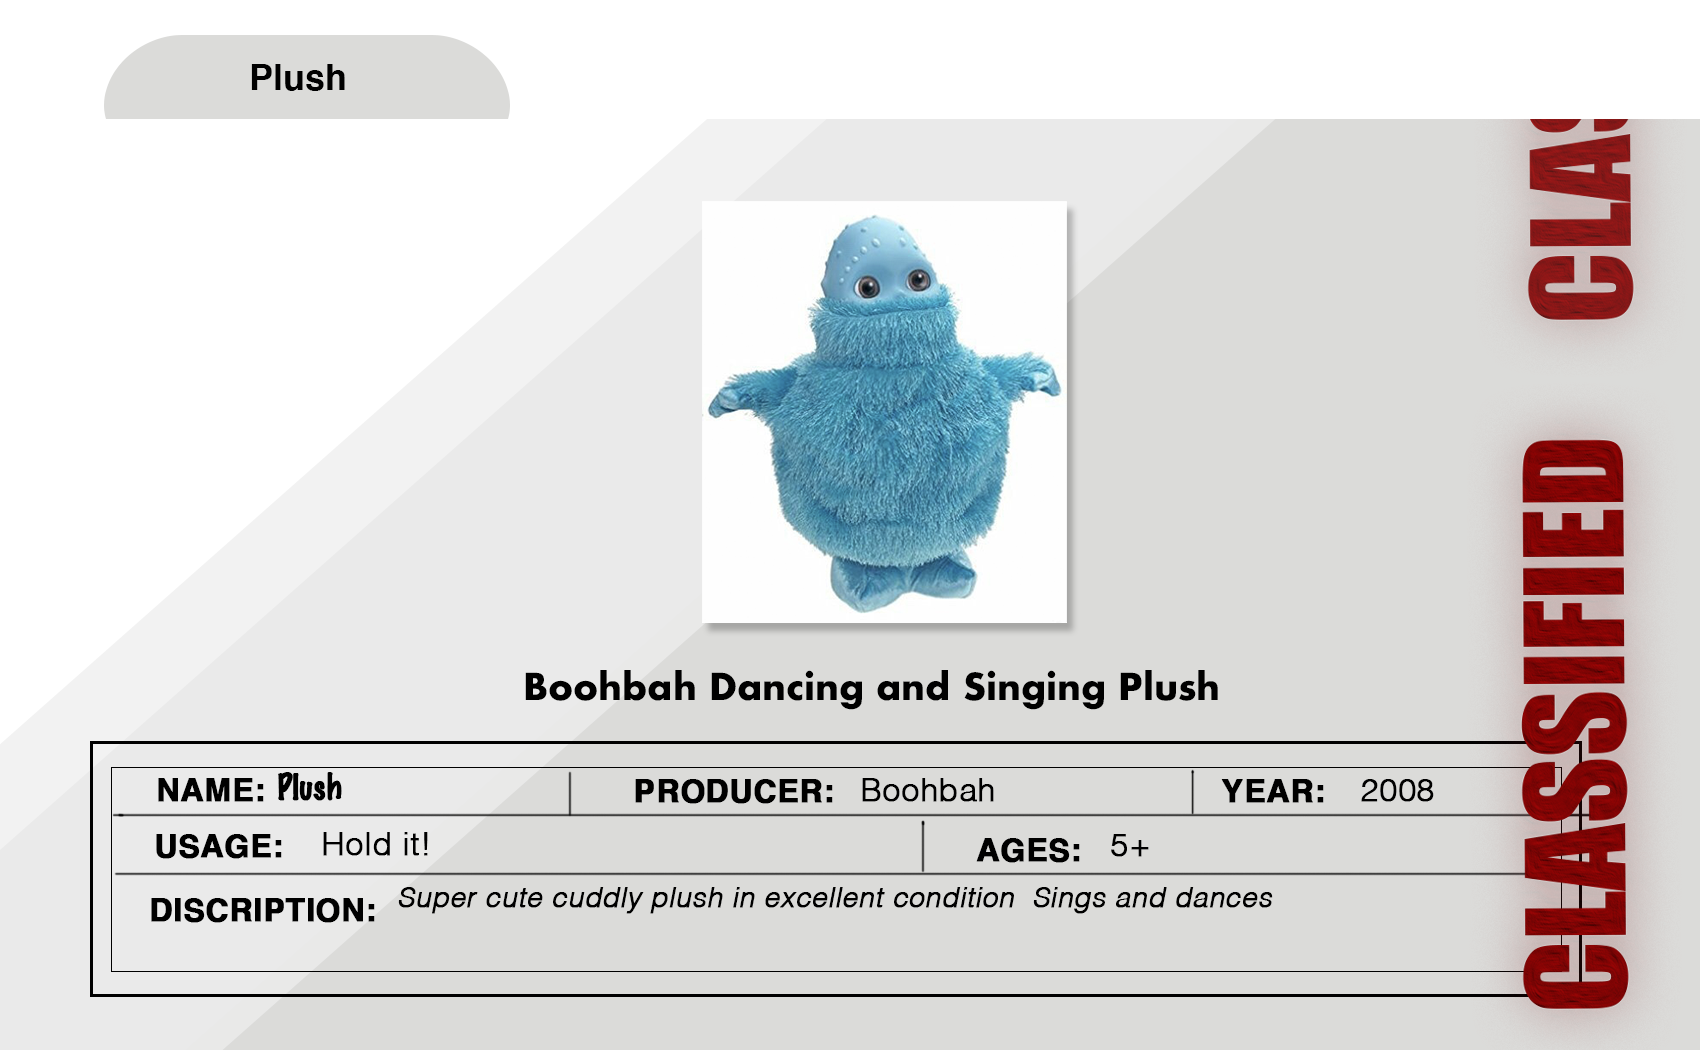 Plush
Boohbah Dancing and Singing Plush
NAME: Plush
PRODUCER: Boohbah
YEAR: 2008
USAGE: Hold it!
AGES: 5+
DISCRIPTION: Super cute cuddly plush in excellent condition  Sings and dances
CLASSIFIED CLAS